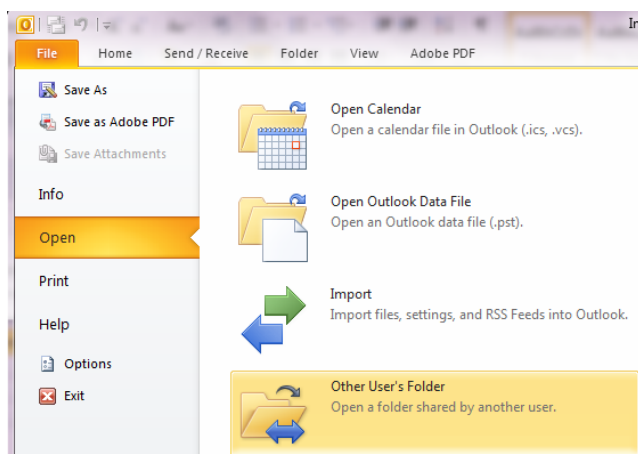 In
File Home Send / Receive Folder View Adobe PDF
Save As
Save as Adobe PDF
Save Attachments
Info
Open
Print
Help
Options
Exit
Open Calendar
Open a calendar file in Outlook (.ics, .vcs).
Open Outlook Data File
Open an Outlook data file (.pst).
Import
Import files, settings, and RSS Feeds into Outlook.
Other User's Folder
Open a folder shared by another user.